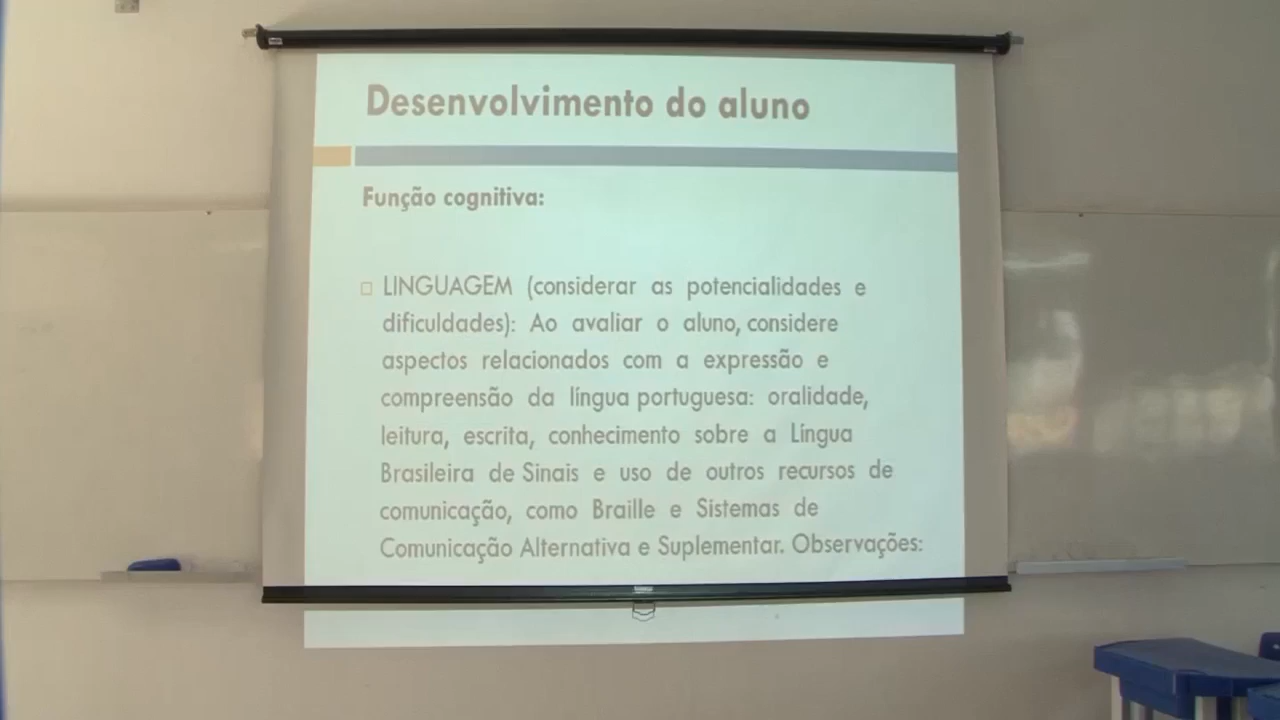 Desenvolvimento do aluno
Função cognitiva:
LINGUAGEM (considerar as potencialidades e
dificuldades): Ao avaliar o aluno, considere
aspectos relacionados com a expressão e
compreensão da língua portuguesa: oralidade,
leitura, escrita, conhecimento sobre a Língua
Brasileira de Sinais e uso de outros recursos de
comunicação, como Braille e Sistemas de
Comunicação Alternativa e Suplementar. Observações: